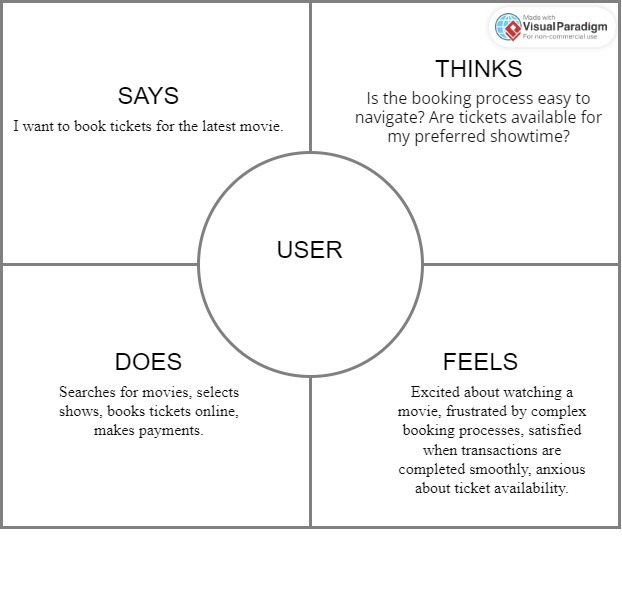 Made with
Visual Paradigm
For non-commercial use
SAYS
I want to book tickets for the latest movie.
THINKS
Is the booking process easy to
navigate? Are tickets available for
my preferred showtime?
USER
DOES
Searches for movies, selects
shows, books tickets online,
makes payments.
FEELS
Excited about watching a
movie, frustrated by complex
booking processes, satisfied
when transactions are
completed smoothly, anxious
about ticket availability.